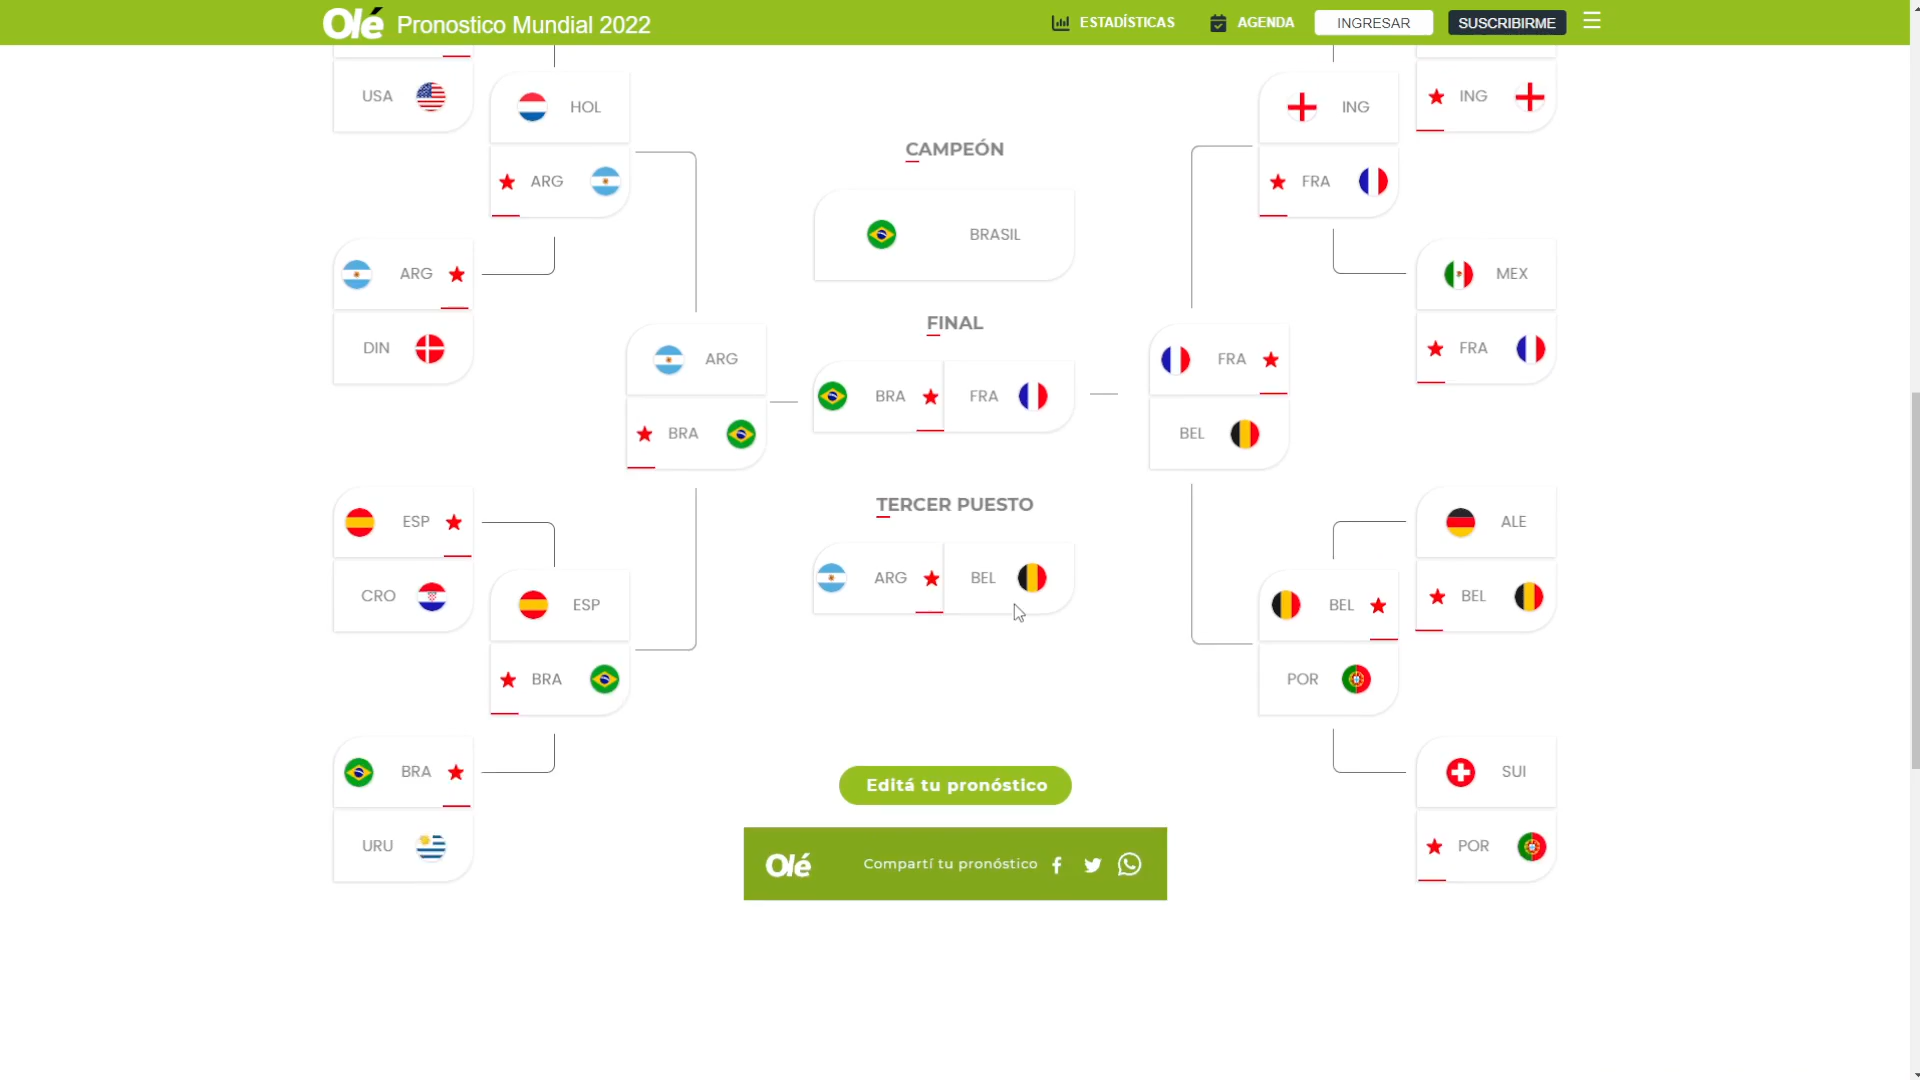 Olé Pronostico Mundial 2022 ESTADÍSTICAS AGENDA INGRESAR SUSCRIBIRME
USA
HOL
ARG
ARG
DIN
ARG
BRA
ESP
CRO
ESP
BRA
BRA
URU
CAMPEÓN
BRASIL
FINAL
BRA FRA
TERCER PUESTO
ARG BEL
ING
FRA
ING
MEX
FRA
FRA
BEL
ALE
BEL
BEL
POR
SUI
POR
Editá tu pronóstico
Olé Compartí tu pronóstico